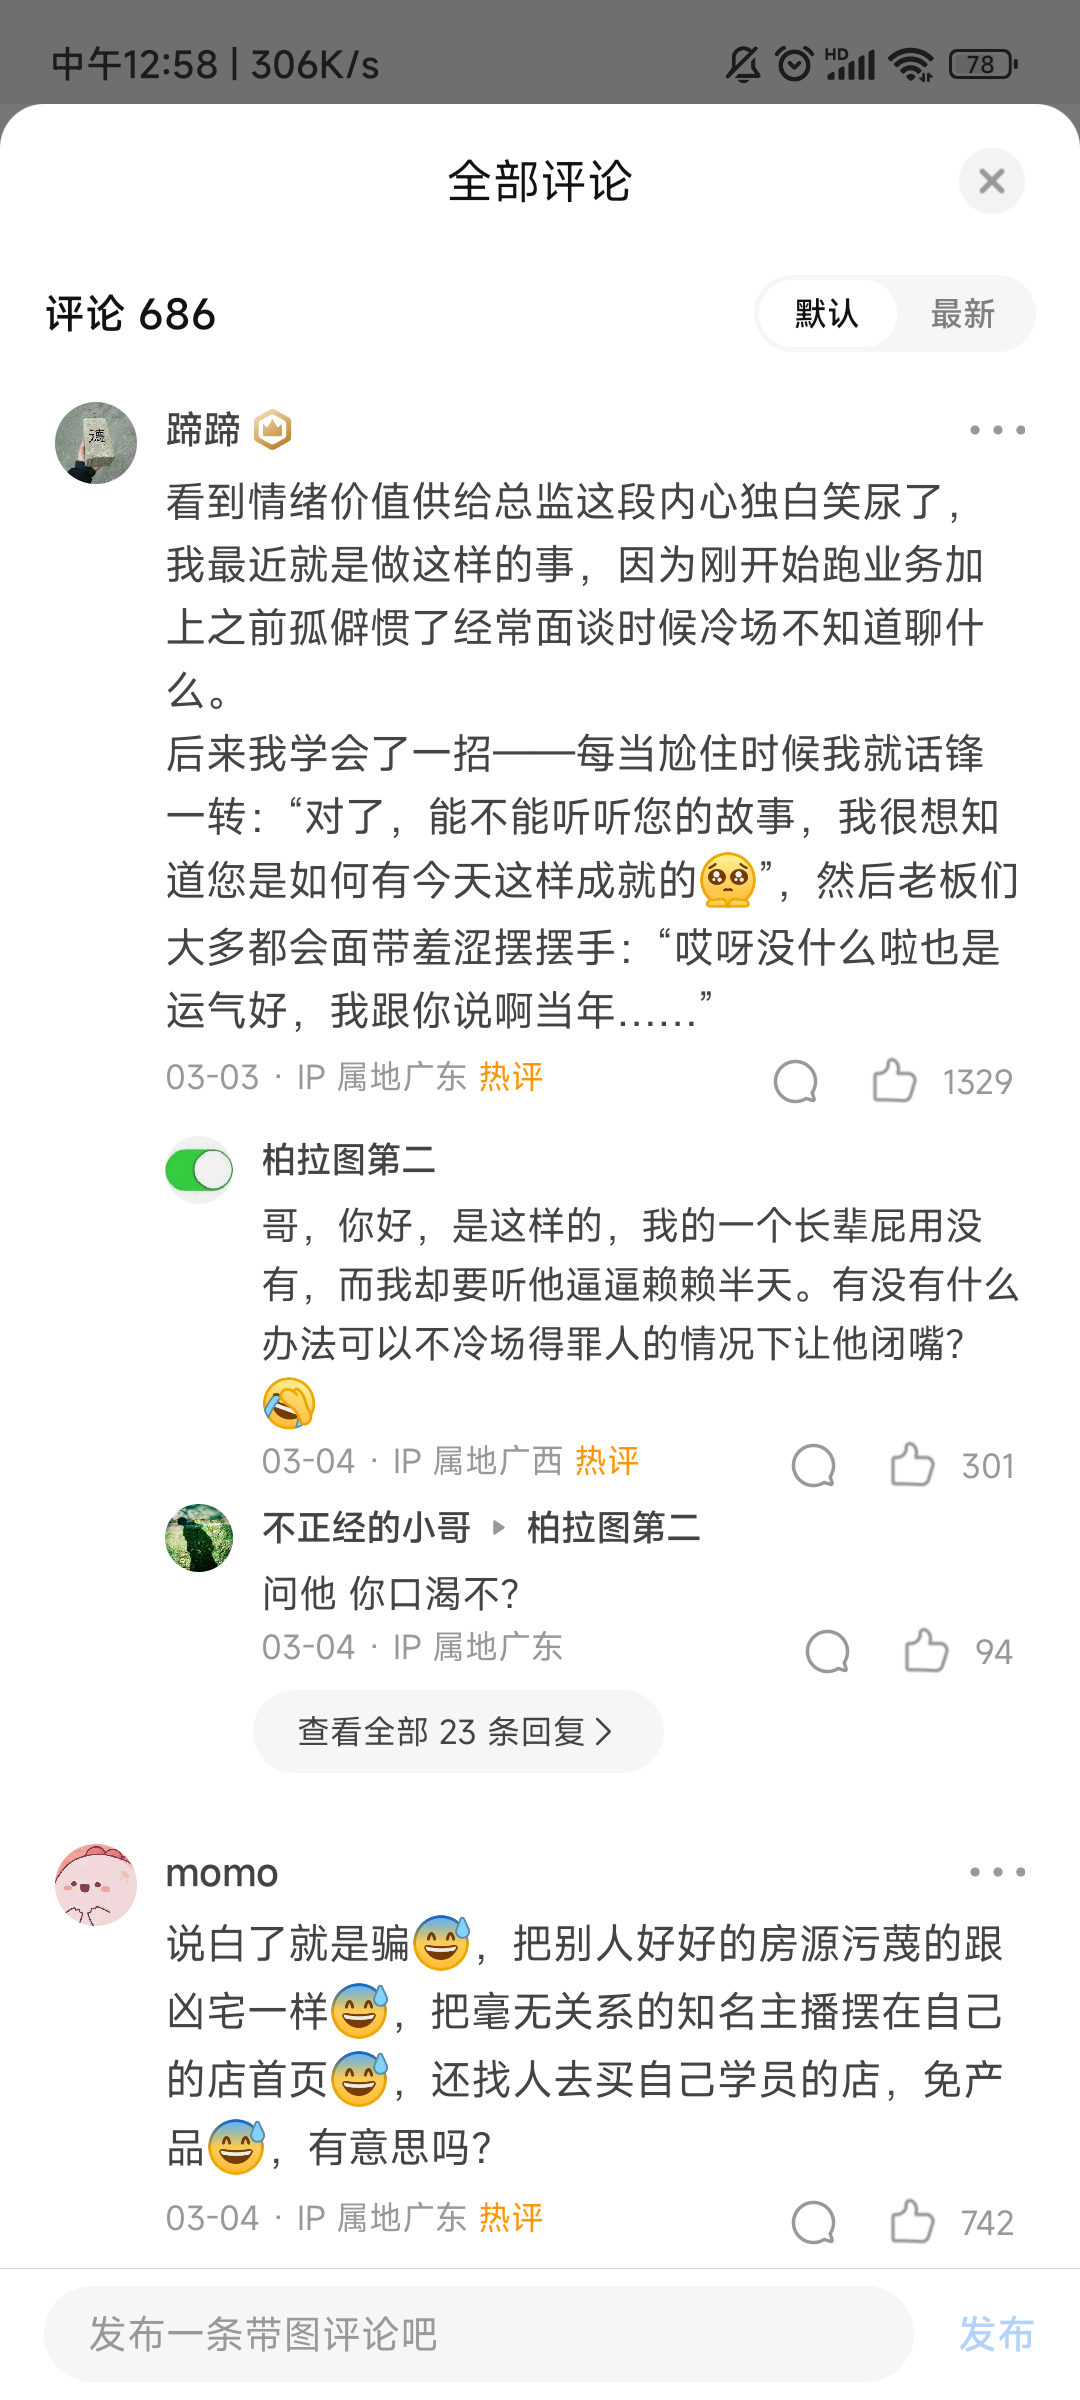 中午12:58 | 306K/s
HD
78
全部评论
评论 686
默认 最新
德
蹄蹄
看到情绪价值供给总监这段内心独白笑尿了，
我最近就是做这样的事，因为刚开始跑业务加
上之前孤僻惯了经常面谈时候冷场不知道聊什
么。
后来我学会了一招——每当尬住时候我就话锋
一转：“对了，能不能听听您的故事，我很想知
道您是如何有今天这样成就的🥺”，然后老板们
大多都会面带羞涩摆摆手：“哎呀没什么啦也是
运气好，我跟你说啊当年……”
03-03 · IP 属地广东 热评 1329
柏拉图第二
哥，你好，是这样的，我的一个长辈屁用没
有，而我却要听他逼逼赖赖半天。有没有什么
办法可以不冷场得罪人的情况下让他闭嘴？
03-04 · IP 属地广西 热评 301
不正经的小哥 ▸ 柏拉图第二
问他 你口渴不？
03-04 · IP 属地广东 94
查看全部 23 条回复
momo
说白了就是骗😅，把别人好好的房源污蔑的跟
凶宅一样😅，把毫无关系的知名主播摆在自己
的店首页😅，还找人去买自己学员的店，免产
品😅，有意思吗？
03-04 · IP 属地广东 热评 742
发布一条带图评论吧 发布